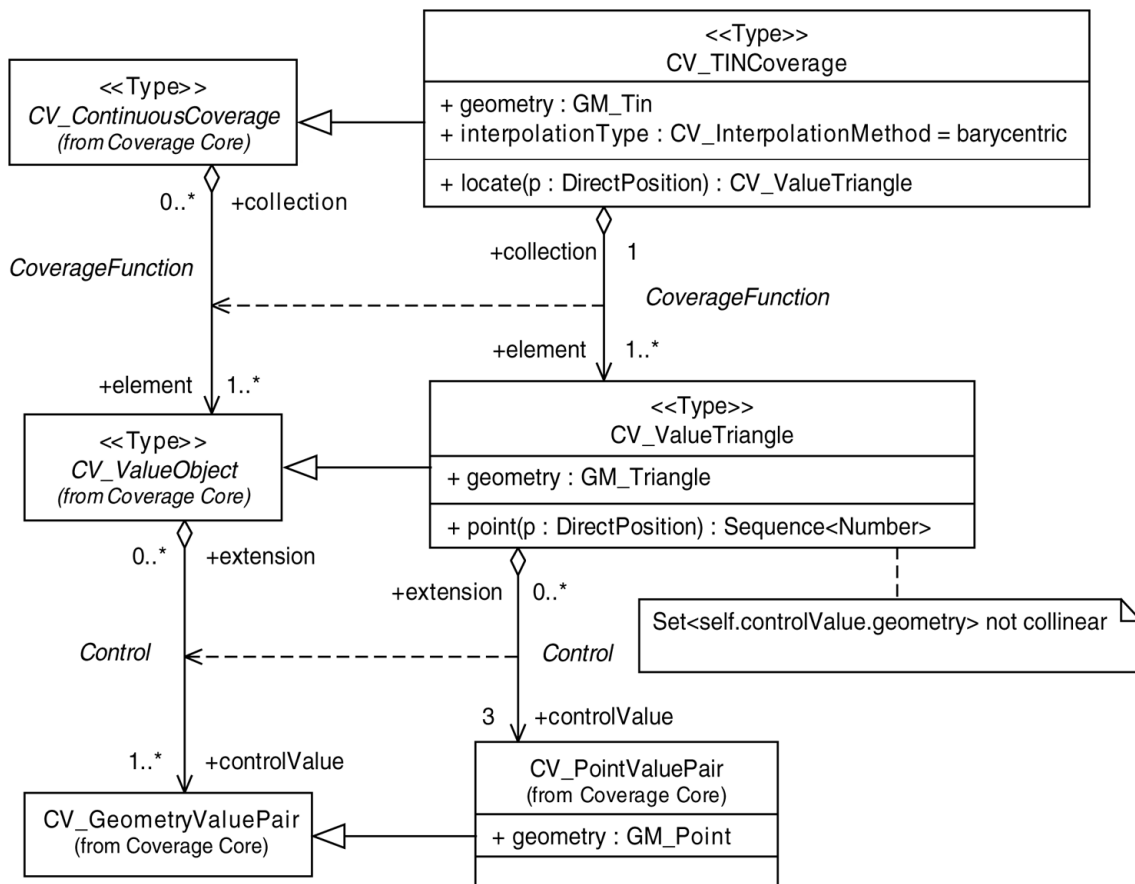 <<Type>>
CV_TINCoverage
+ geometry : GM_Tin
+ interpolationType : CV_InterpolationMethod = barycentric
+ locate(p : DirectPosition) : CV_ValueTriangle
<<Type>>
CV_ContinuousCoverage
(from Coverage Core)
0..* +collection
CoverageFunction
+element 1..*
+collection 1
CoverageFunction
+element 1..*
<<Type>>
CV_ValueObject
(from Coverage Core)
<<Type>>
CV_ValueTriangle
+ geometry : GM_Triangle
+ point(p : DirectPosition) : Sequence<Number>
0..* +extension
Control
1..* +controlValue
+extension 0..*
Control
3 +controlValue
Set<self.controlValue.geometry> not collinear
CV_GeometryValuePair
(from Coverage Core)
CV_PointValuePair
(from Coverage Core)
+ geometry : GM_Point